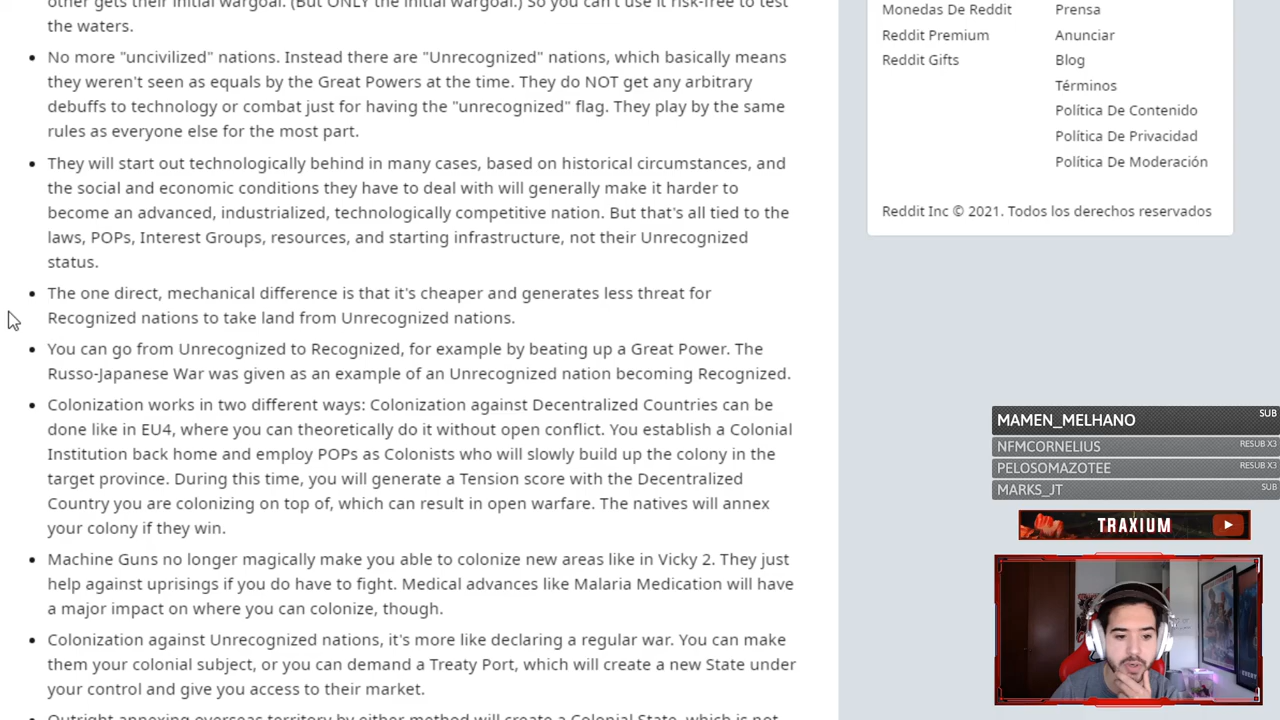 other gets their initial wargoal. (But ONLY the initial wargoal.) So you can't use it risk-free to test
the waters.
No more "uncivilized" nations. Instead there are "Unrecognized" nations, which basically means
they weren't seen as equals by the Great Powers at the time. They do NOT get any arbitrary
debuffs to technology or combat just for having the "unrecognized" flag. They play by the same
rules as everyone else for the most part.
They will start out technologically behind in many cases, based on historical circumstances, and
the social and economic conditions they have to deal with will generally make it harder to
become an advanced, industrialized, technologically competitive nation. But that's all tied to the
laws, POPs, Interest Groups, resources, and starting infrastructure, not their Unrecognized
status.
The one direct, mechanical difference is that it's cheaper and generates less threat for
Recognized nations to take land from Unrecognized nations.
You can go from Unrecognized to Recognized, for example by beating up a Great Power. The
Russo-Japanese War was given as an example of an Unrecognized nation becoming Recognized.
Colonization works in two different ways: Colonization against Decentralized Countries can be
done like in EU4, where you can theoretically do it without open conflict. You establish a Colonial
Institution back home and employ POPs as Colonists who will slowly build up the colony in the
target province. During this time, you will generate a Tension score with the Decentralized
Country you are colonizing on top of, which can result in open warfare. The natives will annex
your colony if they win.
Machine Guns no longer magically make you able to colonize new areas like in Vicky 2. They just
help against uprisings if you do have to fight. Medical advances like Malaria Medication will have
a major impact on where you can colonize, though.
Colonization against Unrecognized nations, it's more like declaring a regular war. You can make
them your colonial subject, or you can demand a Treaty Port, which will create a new State under
your control and give you access to their market.
Outright annexing overseas territory by either method will create a Colonial State, which is not
Monedas De Reddit
Reddit Premium
Reddit Gifts
Prensa
Anunciar
Blog
Términos
Política De Contenido
Política De Privacidad
Política De Moderación
Reddit Inc © 2021. Todos los derechos reservados
MAMEN_MELHANO SUB
NFMCORNELIUS RESUB X3
PELOSOMAZOTEE RESUB X3
MARKS_JT SUB
TRAXIUM